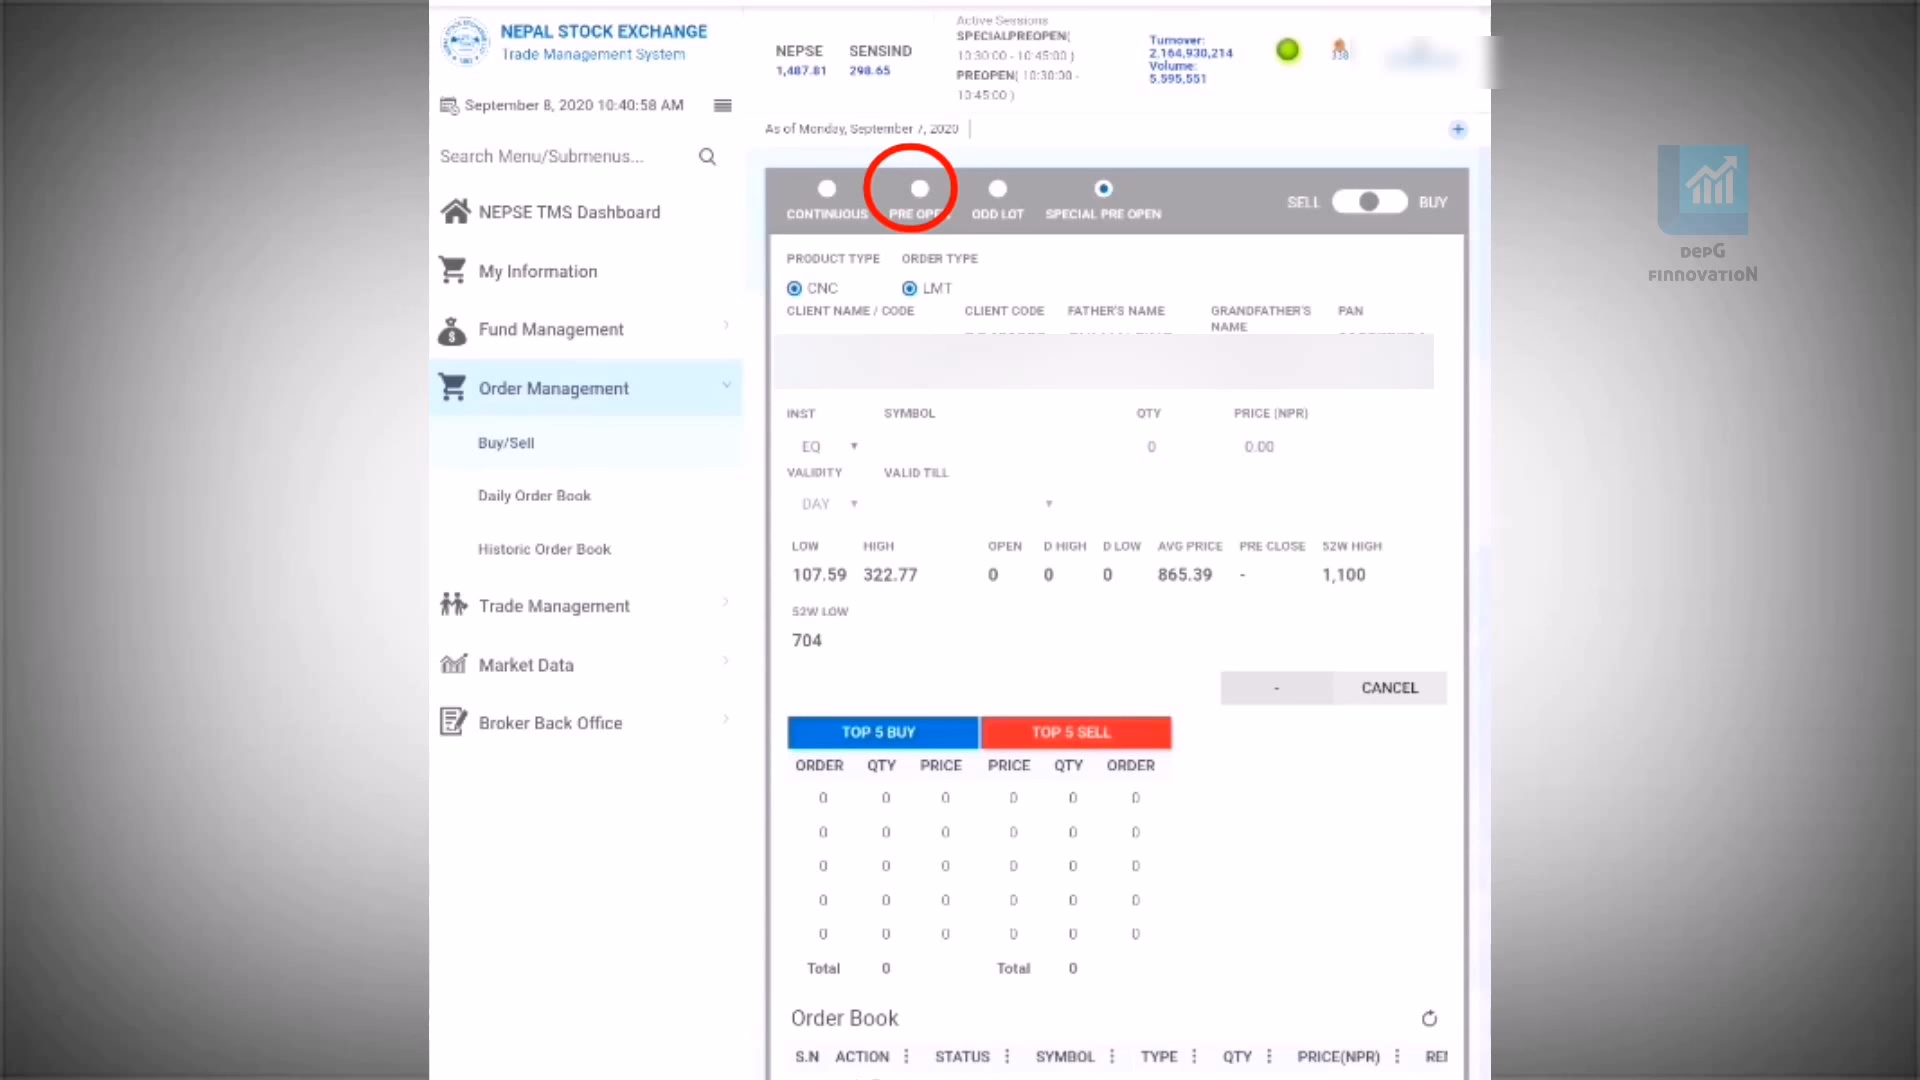 NEPAL STOCK EXCHANGE
Trade Management System
September 8, 2020 10:40:58 AM
Search Menu/Submenus...
NEPSE TMS Dashboard
My Information
Fund Management
Order Management
Buy/Sell
Daily Order Book
Historic Order Book
Trade Management
Market Data
Broker Back Office
NEPSE SENSIND
1,487.81 298.65
Active Sessions
SPECIALPREOPEN(
10:30:00 - 10:45:00 )
PREOPEN( 10:30:00 -
10:45:00 )
Turnover:
2,164,930,214
Volume:
5,595,551
338
As of Monday, September 7, 2020
CONTINUOUS PRE OPEN ODD LOT SPECIAL PRE OPEN
SELL BUY
PRODUCT TYPE ORDER TYPE
CNC LMT
CLIENT NAME / CODE CLIENT CODE FATHER'S NAME GRANDFATHER'S NAME PAN
INST SYMBOL QTY PRICE (NPR)
EQ 0 0.00
VALIDITY VALID TILL
DAY
LOW HIGH OPEN D HIGH D LOW AVG PRICE PRE CLOSE 52W HIGH
107.59 322.77 0 0 0 865.39 - 1,100
52W LOW
704
- CANCEL
TOP 5 BUY TOP 5 SELL
ORDER QTY PRICE PRICE QTY ORDER
0 0 0 0 0 0
0 0 0 0 0 0
0 0 0 0 0 0
0 0 0 0 0 0
0 0 0 0 0 0
Total 0 Total 0
Order Book
S.N ACTION STATUS SYMBOL TYPE QTY PRICE(NPR)
DEPG
FINNOVATION